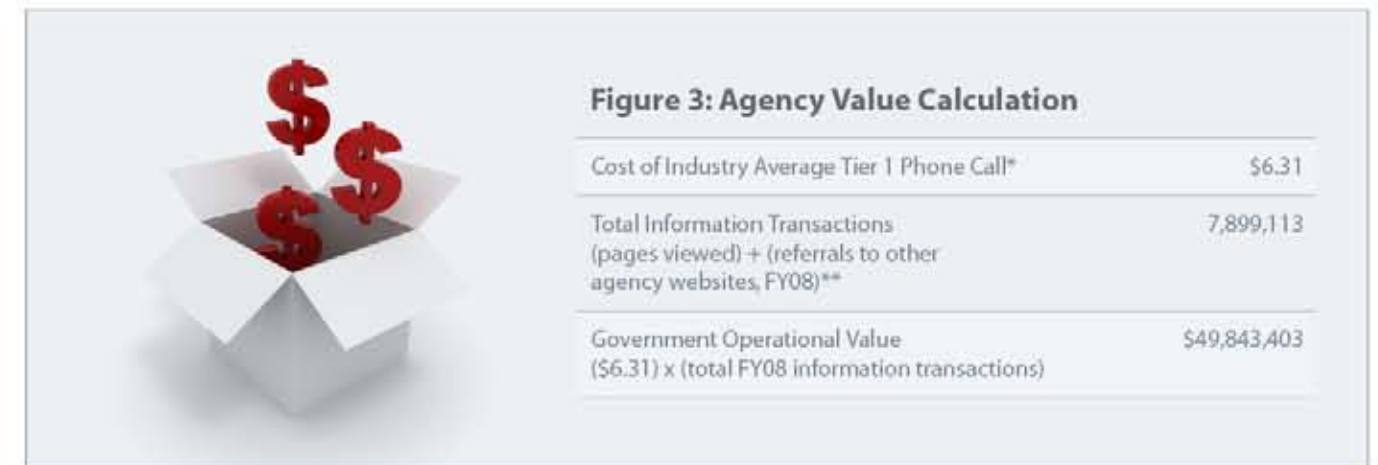 Figure 3: Agency Value Calculation
Cost of Industry Average Tier 1 Phone Call* $6.31
Total Information Transactions 7,899,113
(pages viewed) + (referrals to other
agency websites, FY08)**
Government Operational Value $49,843,403
($6.31) x (total FY08 information transactions)